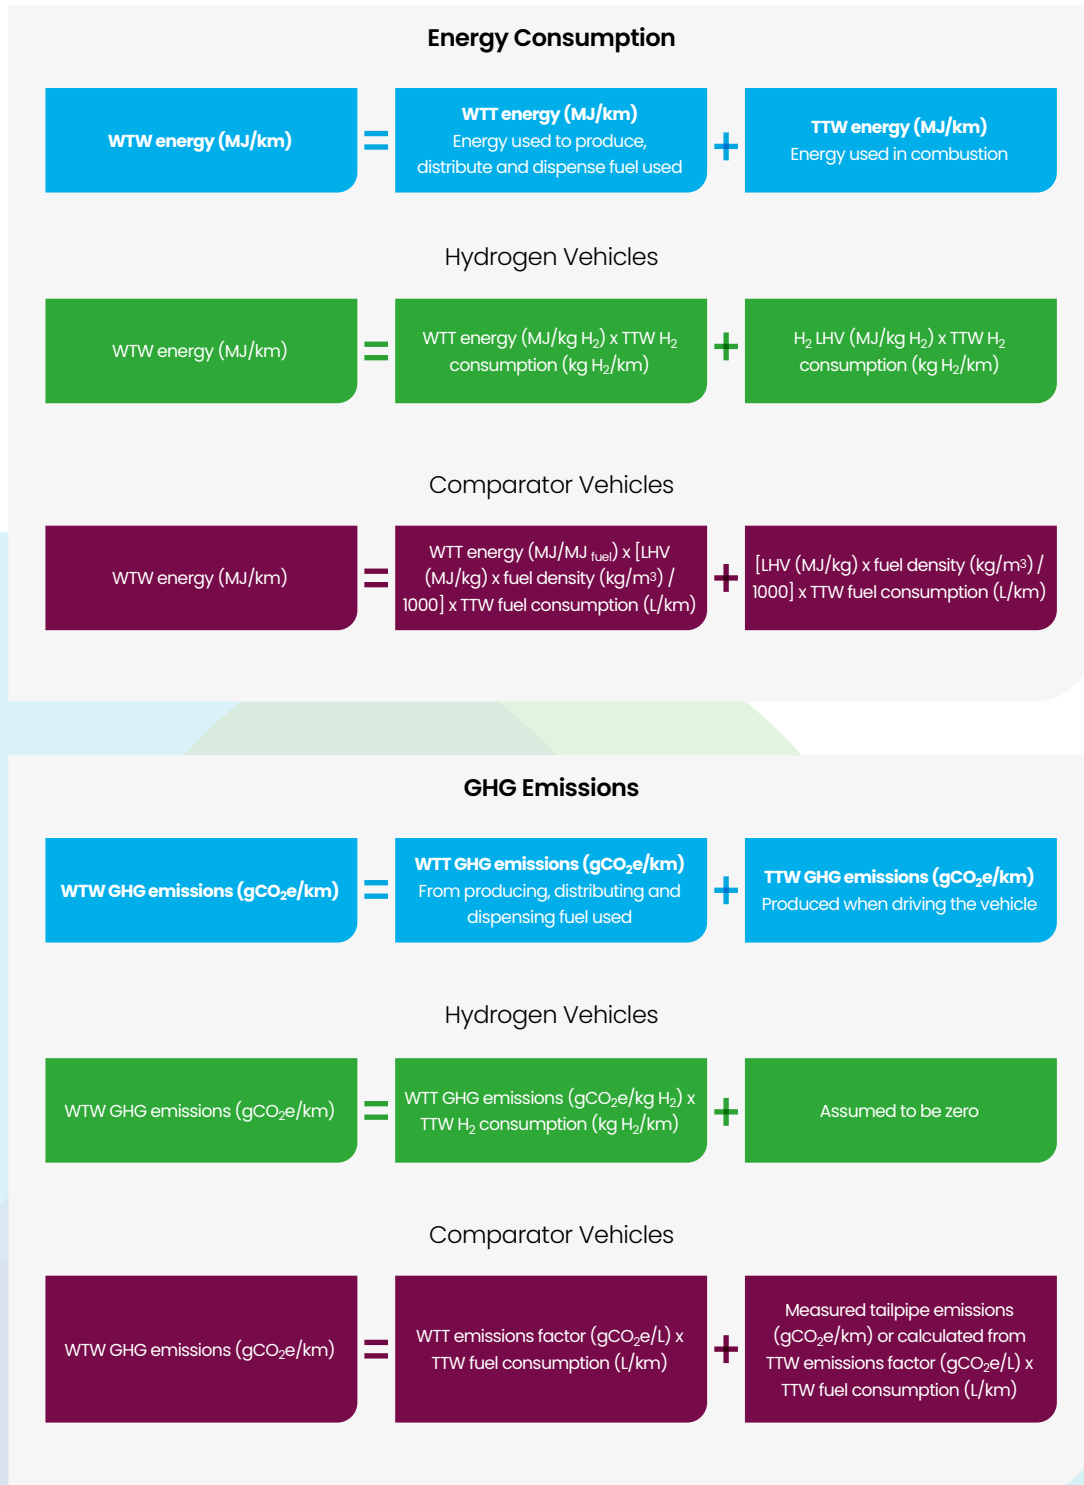 Energy Consumption
WTW energy (MJ/km)
=
WTT energy (MJ/km)
Energy used to produce,
distribute and dispense fuel used
+
TTW energy (MJ/km)
Energy used in combustion
Hydrogen Vehicles
WTW energy (MJ/km)
=
WTT energy (MJ/kg H₂) x TTW H₂
consumption (kg H₂/km)
+
H₂ LHV (MJ/kg H₂) x TTW H₂
consumption (kg H₂/km)
Comparator Vehicles
WTW energy (MJ/km)
=
WTT energy (MJ/MJ fuel) x [LHV
(MJ/kg) x fuel density (kg/m³) /
1000] x TTW fuel consumption (L/km)
+
[LHV (MJ/kg) x fuel density (kg/m³) /
1000] x TTW fuel consumption (L/km)
GHG Emissions
WTW GHG emissions (gCO₂e/km)
=
WTT GHG emissions (gCO₂e/km)
From producing, distributing and
dispensing fuel used
+
TTW GHG emissions (gCO₂e/km)
Produced when driving the vehicle
Hydrogen Vehicles
WTW GHG emissions (gCO₂e/km)
=
WTT GHG emissions (gCO₂e/kg H₂) x
TTW H₂ consumption (kg H₂/km)
+
Assumed to be zero
Comparator Vehicles
WTW GHG emissions (gCO₂e/km)
=
WTT emissions factor (gCO₂e/L) x
TTW fuel consumption (L/km)
+
Measured tailpipe emissions
(gCO₂e/km) or calculated from
TTW emissions factor (gCO₂e/L) x
TTW fuel consumption (L/km)